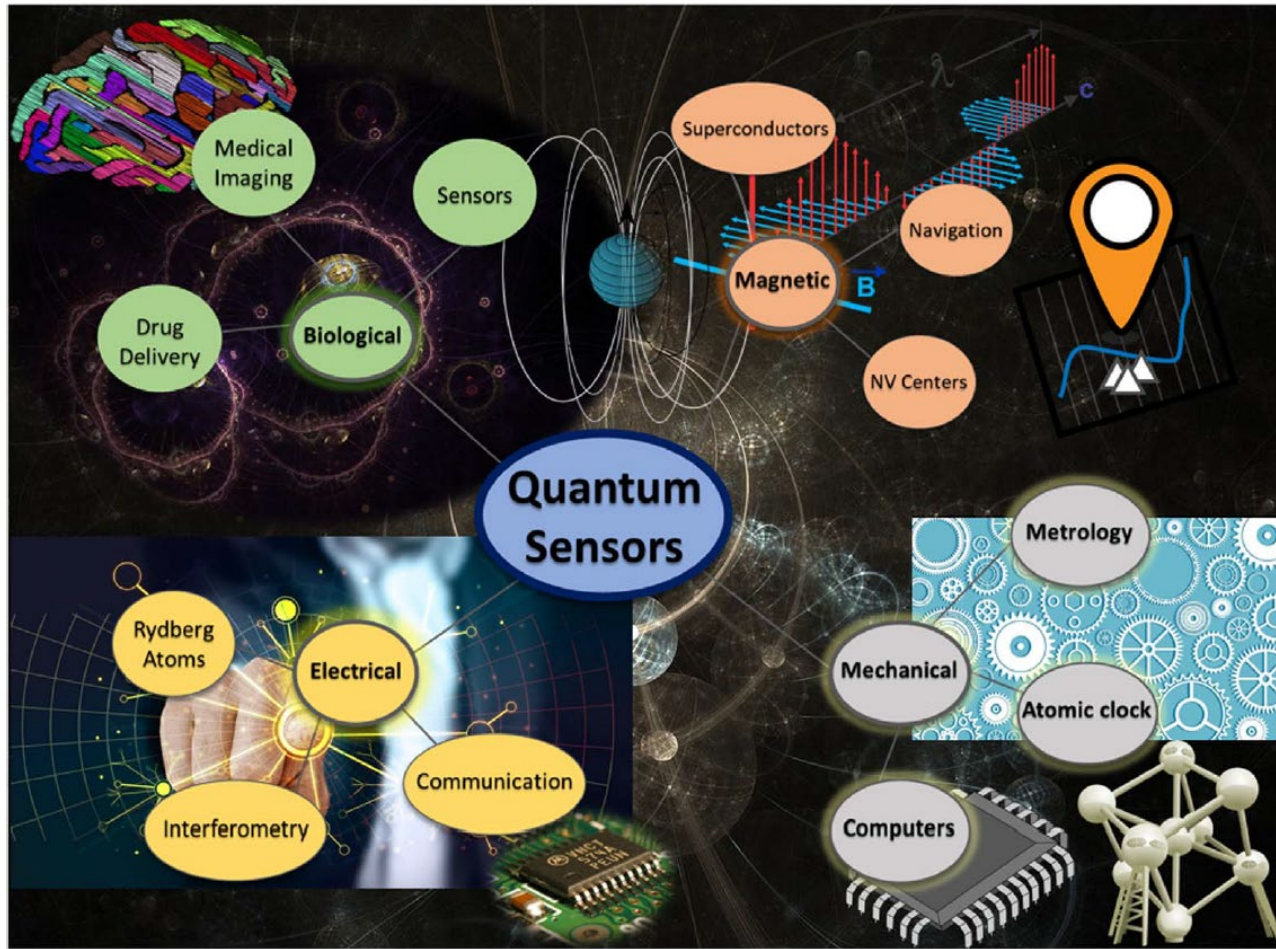 Medical
Imaging
Sensors
Drug
Delivery
Biological
Superconductors
λ
C
Navigation
Magnetic
B
NV Centers
Quantum
Sensors
Rydberg
Atoms
Electrical
Communication
Interferometry
Metrology
Mechanical
Atomic clock
Computers